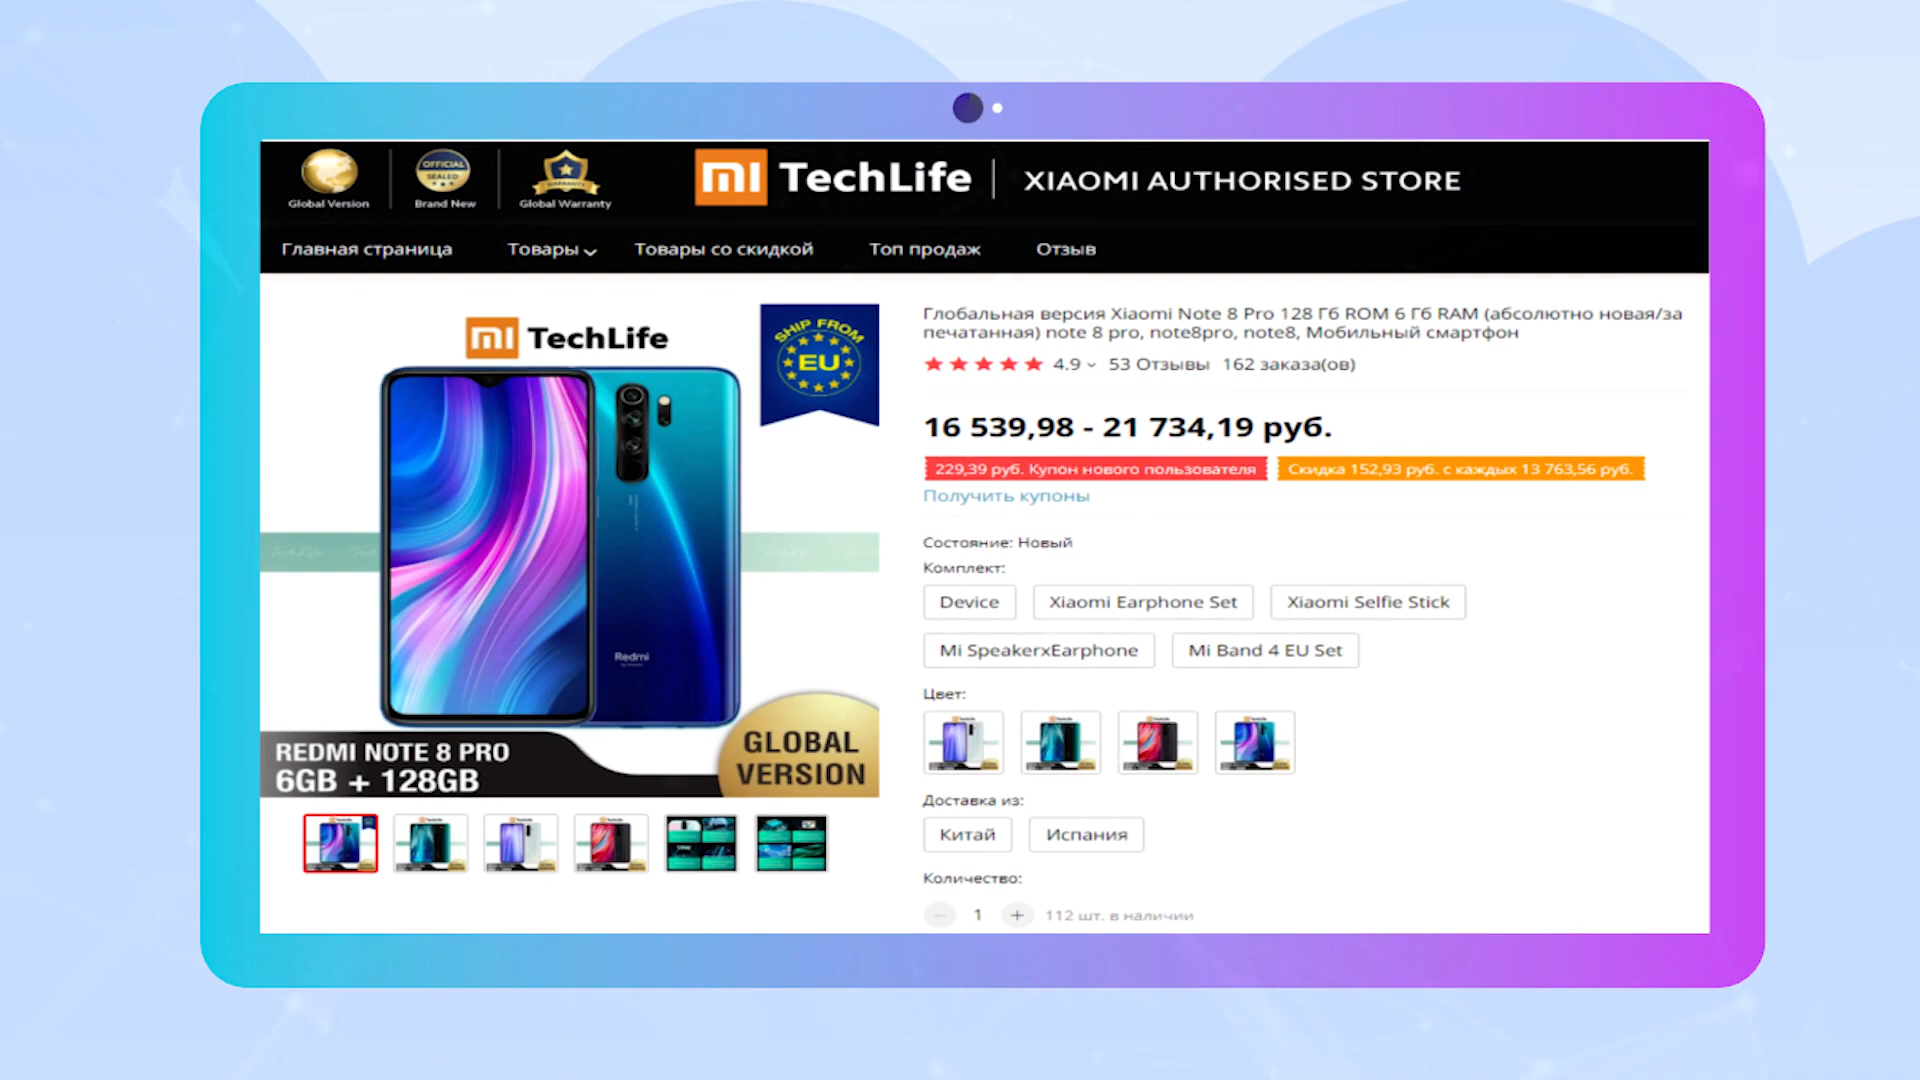 Global Version
OFFICIAL
SEALED
Brand New
WARRANTY
Global Warranty
TechLife
XIAOMI AUTHORISED STORE
Главная страница
Товары
Товары со скидкой
Топ продаж
Отзыв
TechLife
SHIP FROM
EU
Redmi
REDMI NOTE 8 PRO
6GB + 128GB
GLOBAL
VERSION
Глобальная версия Xiaomi Note 8 Pro 128 Гб ROM 6 Гб RAM (абсолютно новая/за
печатанная) note 8 pro, note8pro, note8, Мобильный смартфон
4.9 53 Отзывы 162 заказа(ов)
16 539,98 - 21 734,19 руб.
229,39 руб. Купон нового пользователя
Скидка 152,93 руб. с каждых 13 763,56 руб.
Получить купоны
Состояние: Новый
Комплект:
Device
Xiaomi Earphone Set
Xiaomi Selfie Stick
Mi SpeakerxEarphone
Mi Band 4 EU Set
Цвет:
Доставка из:
Китай
Испания
Количество:
1
112 шт. в наличии